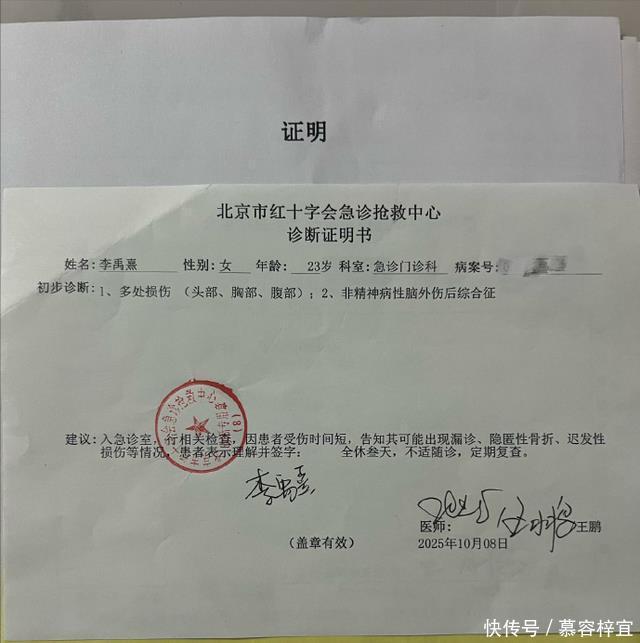 证明
北京市红十字会急诊抢救中心
诊断证明书
姓名:李禹熹 性别:女 年龄: 23岁 科室:急诊门诊科 病案号:
初步诊断:1、多处损伤 (头部、胸部、腹部);2、非精神病性脑外伤后综合征
建议:入急诊室,行相关检查,因患者受伤时间短,告知其可能出现漏诊、隐匿性骨折、迟发性
损伤等情况,患者表示理解并签字: 全休叁天,不适随诊,定期复查。
李禹熹
医师: 王鹏
(盖章有效) 2025年10月08日
快传号/慕容梓宜